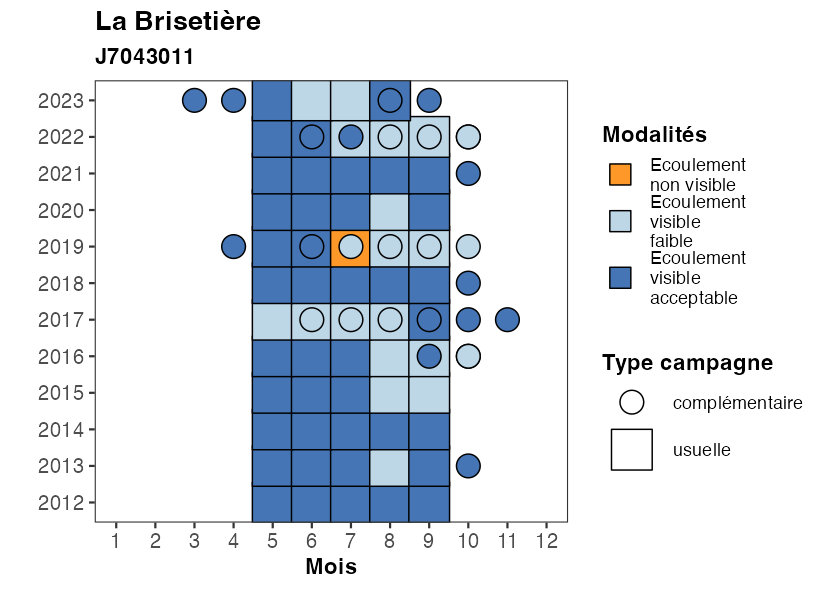 La Brisetière
J7043011
2023
2022
2021
2020
2019
2018
2017
2016
2015
2014
2013
2012
1 2 3 4 5 6 7 8 9 10 11 12
Mois
Modalités
Ecoulement
non visible
Ecoulement
visible
faible
Ecoulement
visible
acceptable
Type campagne
complémentaire
usuelle